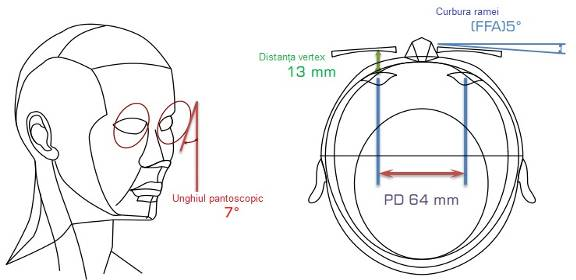 Curbura ramei
(FFA)5°
Distanța vertex
13 mm
Unghiul pantoscopic
7°
PD 64 mm